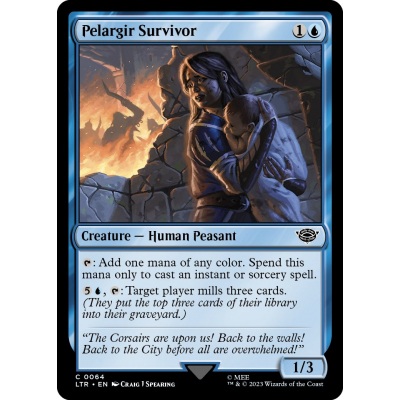 Pelargir Survivor 1
Creature — Human Peasant
: Add one mana of any color. Spend this
mana only to cast an instant or sorcery spell.
5 , : Target player mills three cards.
(They put the top three cards of their library
into their graveyard.)
"The Corsairs are upon us! Back to the walls!
Back to the City before all are overwhelmed!"
1/3
C 0064
LTR • EN Craig J Spearing
© MEE
™ & © 2023 Wizards of the Coast